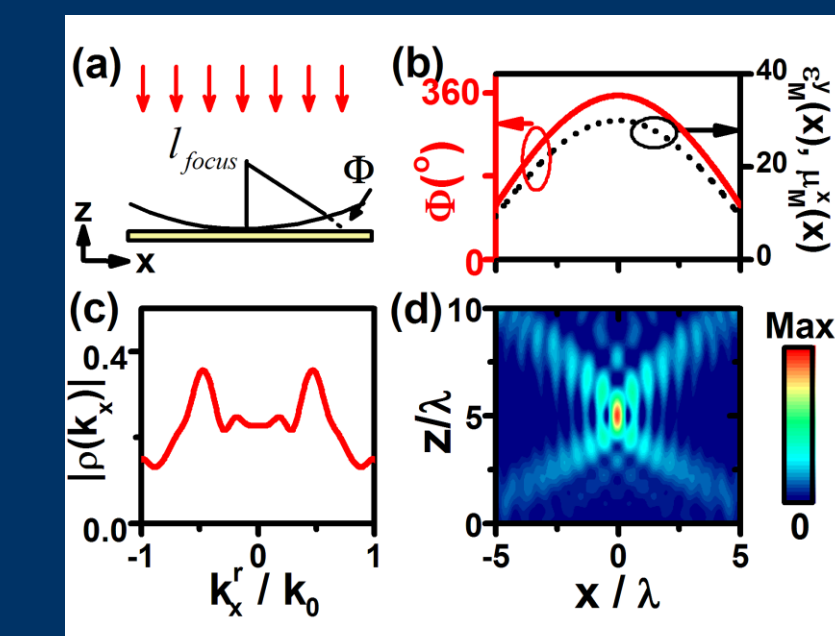 (a)
l focus
Φ
z
x
(b)
360
0
Φ(°)
40
20
0
ε_M^y(x), μ_M^x(x)
(c)
0.4
0.0
|ρ(k_x)|
-1
0
1
k_x^r / k_0
(d)
10
5
0
z/λ
-5
0
5
x / λ
Max
0